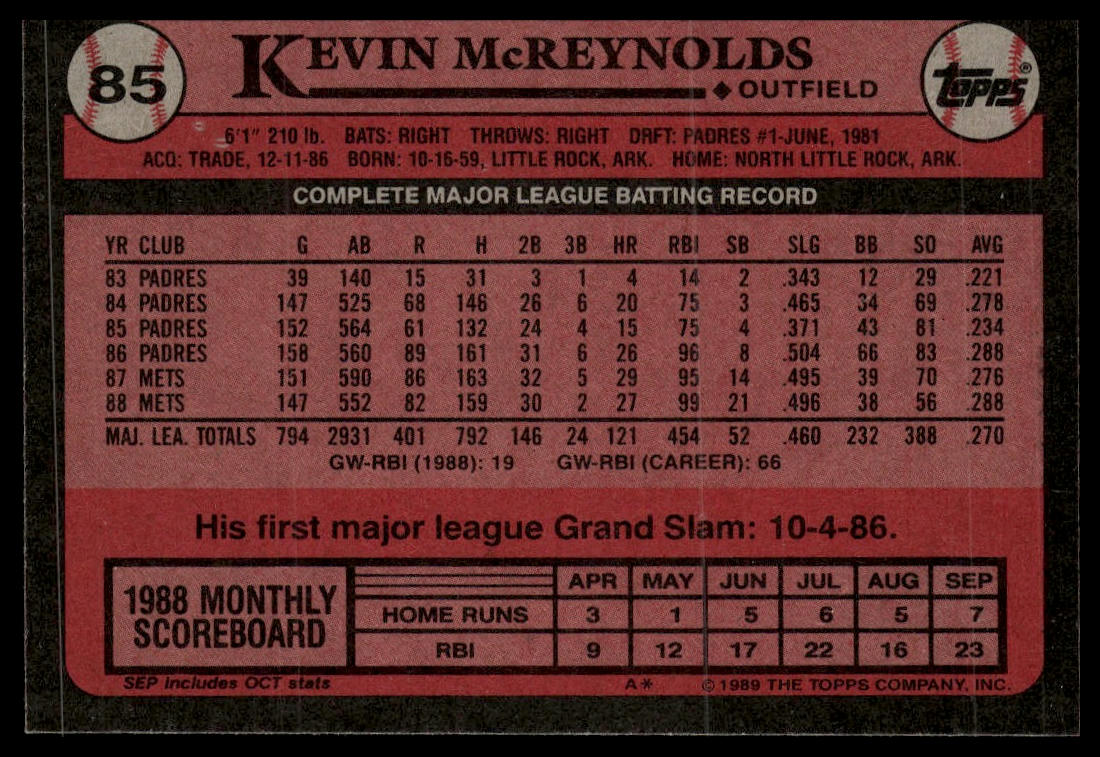 85
KEVIN McREYNOLDS
◆ OUTFIELD
TOPPS®
6'1" 210 lb. BATS: RIGHT THROWS: RIGHT DRFT: PADRES #1-JUNE, 1981
ACQ: TRADE, 12-11-86 BORN: 10-16-59, LITTLE ROCK, ARK. HOME: NORTH LITTLE ROCK, ARK.
COMPLETE MAJOR LEAGUE BATTING RECORD
YR CLUB G AB R H 2B 3B HR RBI SB SLG BB SO AVG
83 PADRES 39 140 15 31 3 1 4 14 2 .343 12 29 .221
84 PADRES 147 525 68 146 26 6 20 75 3 .465 34 69 .278
85 PADRES 152 564 61 132 24 4 15 75 4 .371 43 81 .234
86 PADRES 158 560 89 161 31 6 26 96 8 .504 66 83 .288
87 METS 151 590 86 163 32 5 29 95 14 .495 39 70 .276
88 METS 147 552 82 159 30 2 27 99 21 .496 38 56 .288
MAJ. LEA. TOTALS 794 2931 401 792 146 24 121 454 52 .460 232 388 .270
GW-RBI (1988): 19 GW-RBI (CAREER): 66
His first major league Grand Slam: 10-4-86.
1988 MONTHLY SCOREBOARD
APR MAY JUN JUL AUG SEP
HOME RUNS 3 1 5 6 5 7
RBI 9 12 17 22 16 23
SEP includes OCT stats
A* © 1989 THE TOPPS COMPANY, INC.